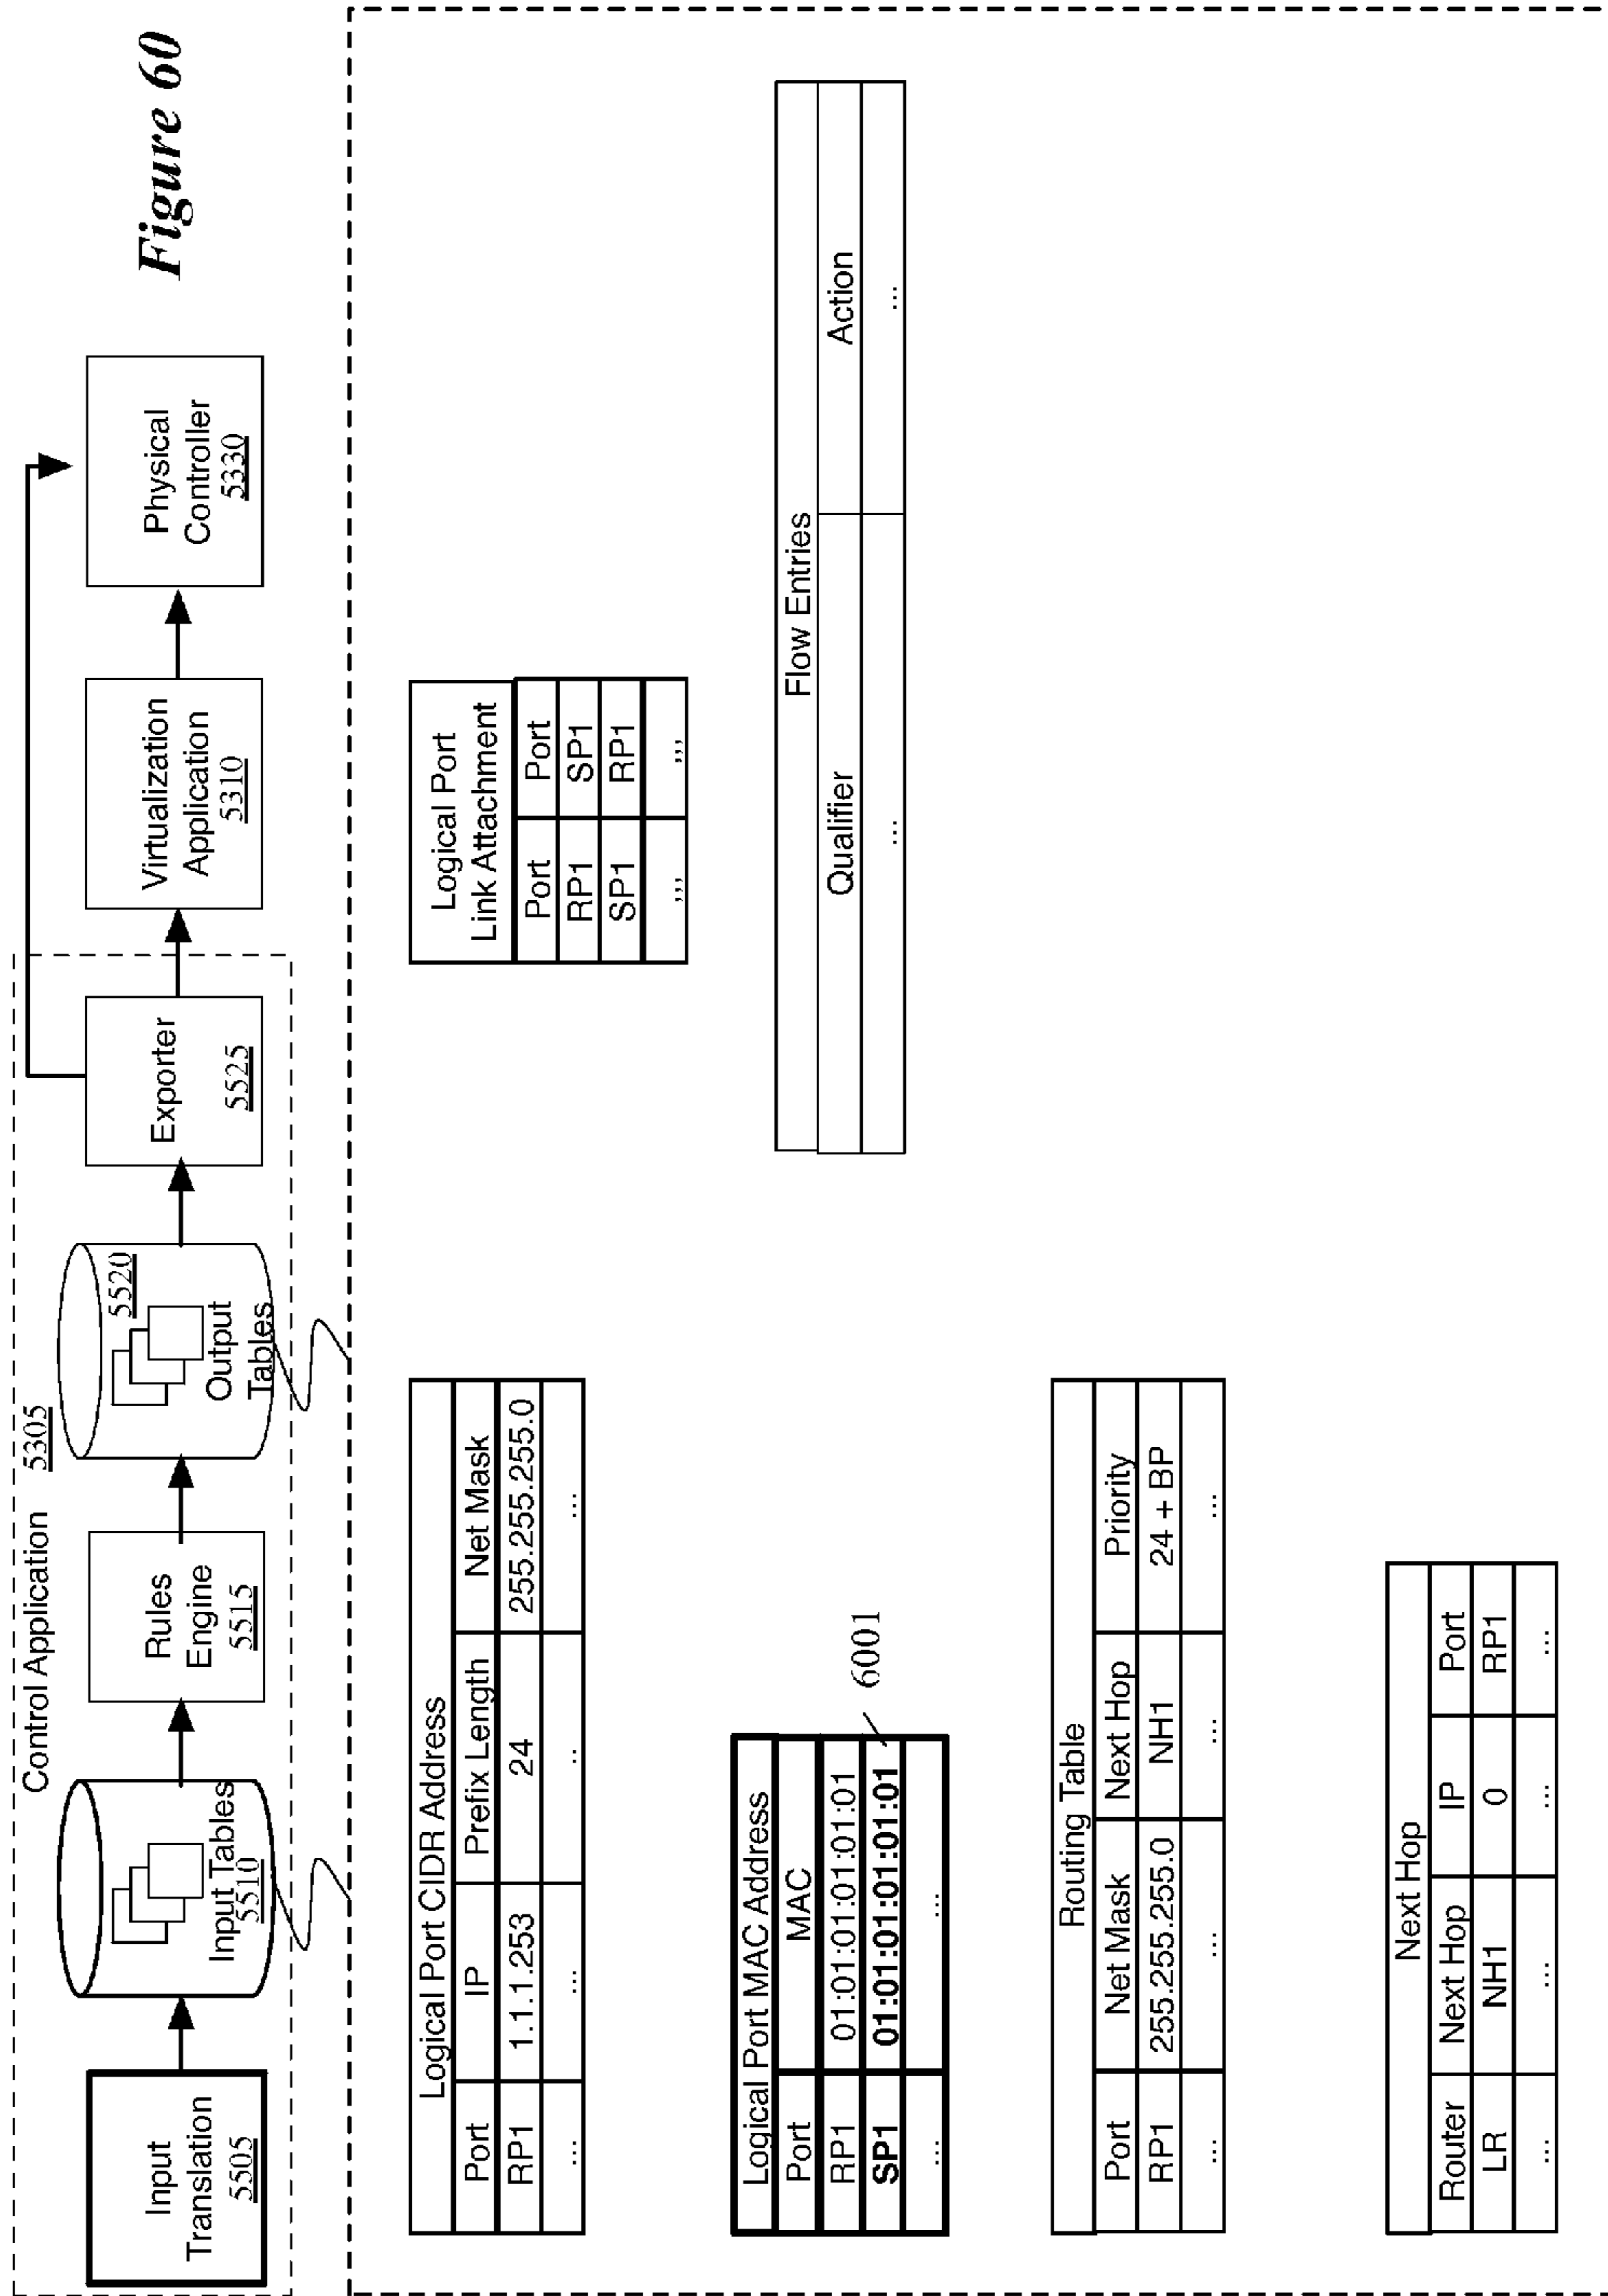 Figure 60
Control Application
5305
Input
Translation
5505
Input Tables
5510
Rules
Engine
5515
5520
Output
Tables
Exporter
5525
Virtualization
Application
5310
Physical
Controller
5330
Logical Port CIDR Address
Port IP Prefix Length Net Mask
RP1 1.1.1.253 24 255.255.255.0
... ... .. ...
Logical Port
Link Attachment
Port Port
RP1 SP1
SP1 RP1
,,, ,,,
Logical Port MAC Address
Port MAC
RP1 01:01:01:01:01:01
SP1 01:01:01:01:01:01
... ...
6001
Flow Entries
Qualifier Action
... ...
Routing Table
Port Net Mask Next Hop Priority
RP1 255.255.255.0 NH1 24 + BP
... ... ... ...
Next Hop
Router Next Hop IP Port
LR NH1 0 RP1
... ... ... ...